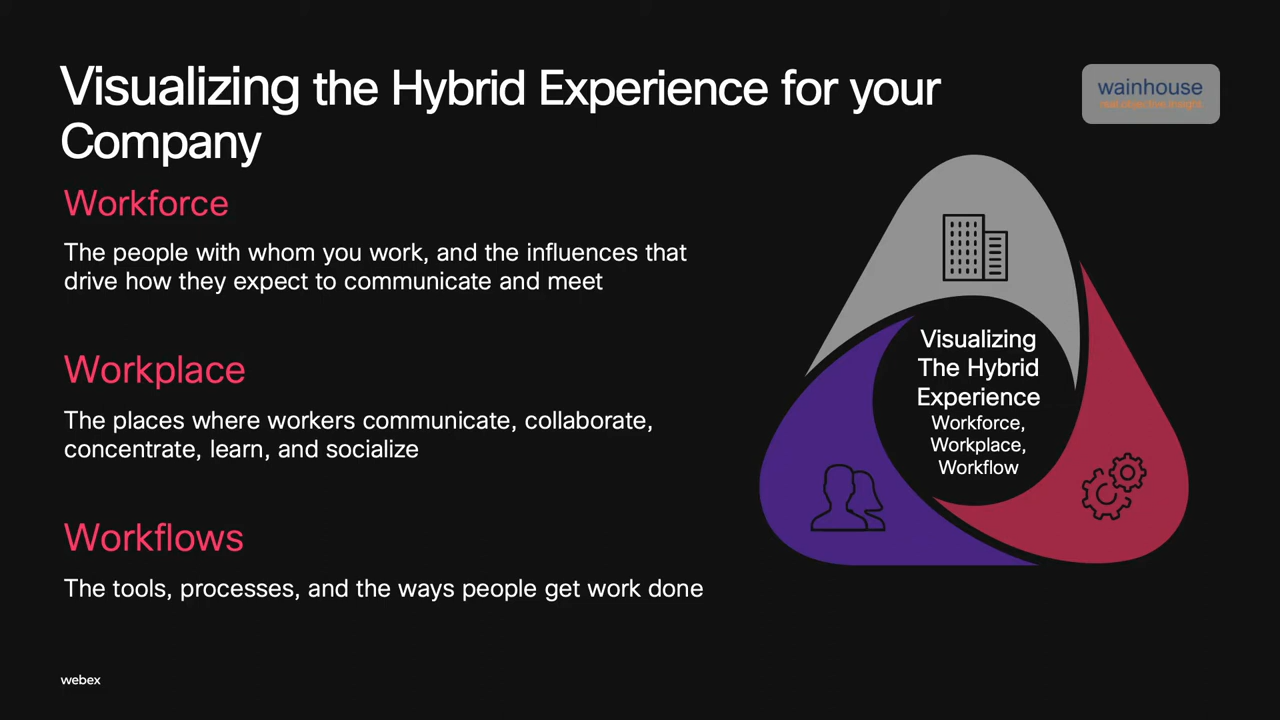 Visualizing the Hybrid Experience for your
Company
wainhouse
real objective insight
Workforce
The people with whom you work, and the influences that
drive how they expect to communicate and meet
Workplace
The places where workers communicate, collaborate,
concentrate, learn, and socialize
Workflows
The tools, processes, and the ways people get work done
Visualizing
The Hybrid
Experience
Workforce,
Workplace,
Workflow
webex